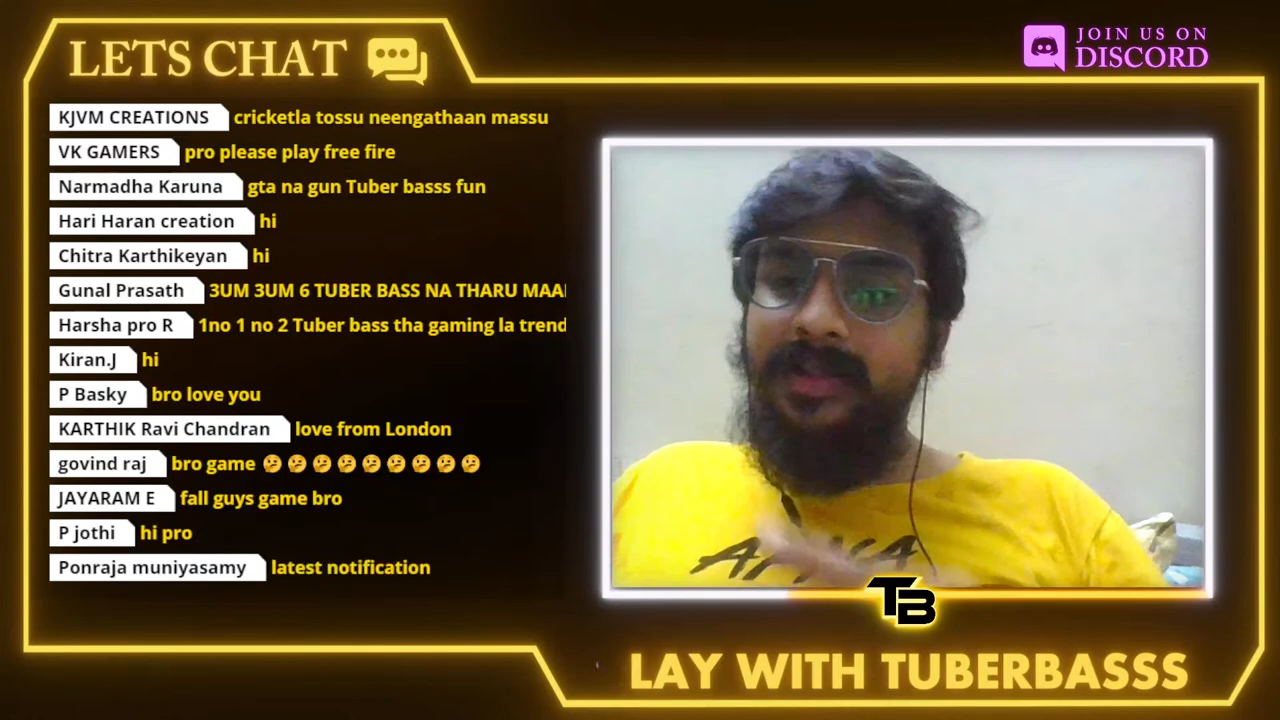 LETS CHAT
JOIN US ON
DISCORD
KJVM CREATIONS cricketla tossu neengathaan massu
VK GAMERS pro please play free fire
Narmadha Karuna gta na gun Tuber basss fun
Hari Haran creation hi
Chitra Karthikeyan hi
Gunal Prasath 3UM 3UM 6 TUBER BASS NA THARU
Harsha pro R 1no 1 no 2 Tuber bass tha gaming la trend
Kiran.J hi
P Basky bro love you
KARTHIK Ravi Chandran love from London
govind raj bro game 🤔🤔🤔🤔🤔🤔🤔🤔🤔
JAYARAM E fall guys game bro
P jothi hi pro
Ponraja muniyasamy latest notification
TB
LAY WITH TUBERBASSS